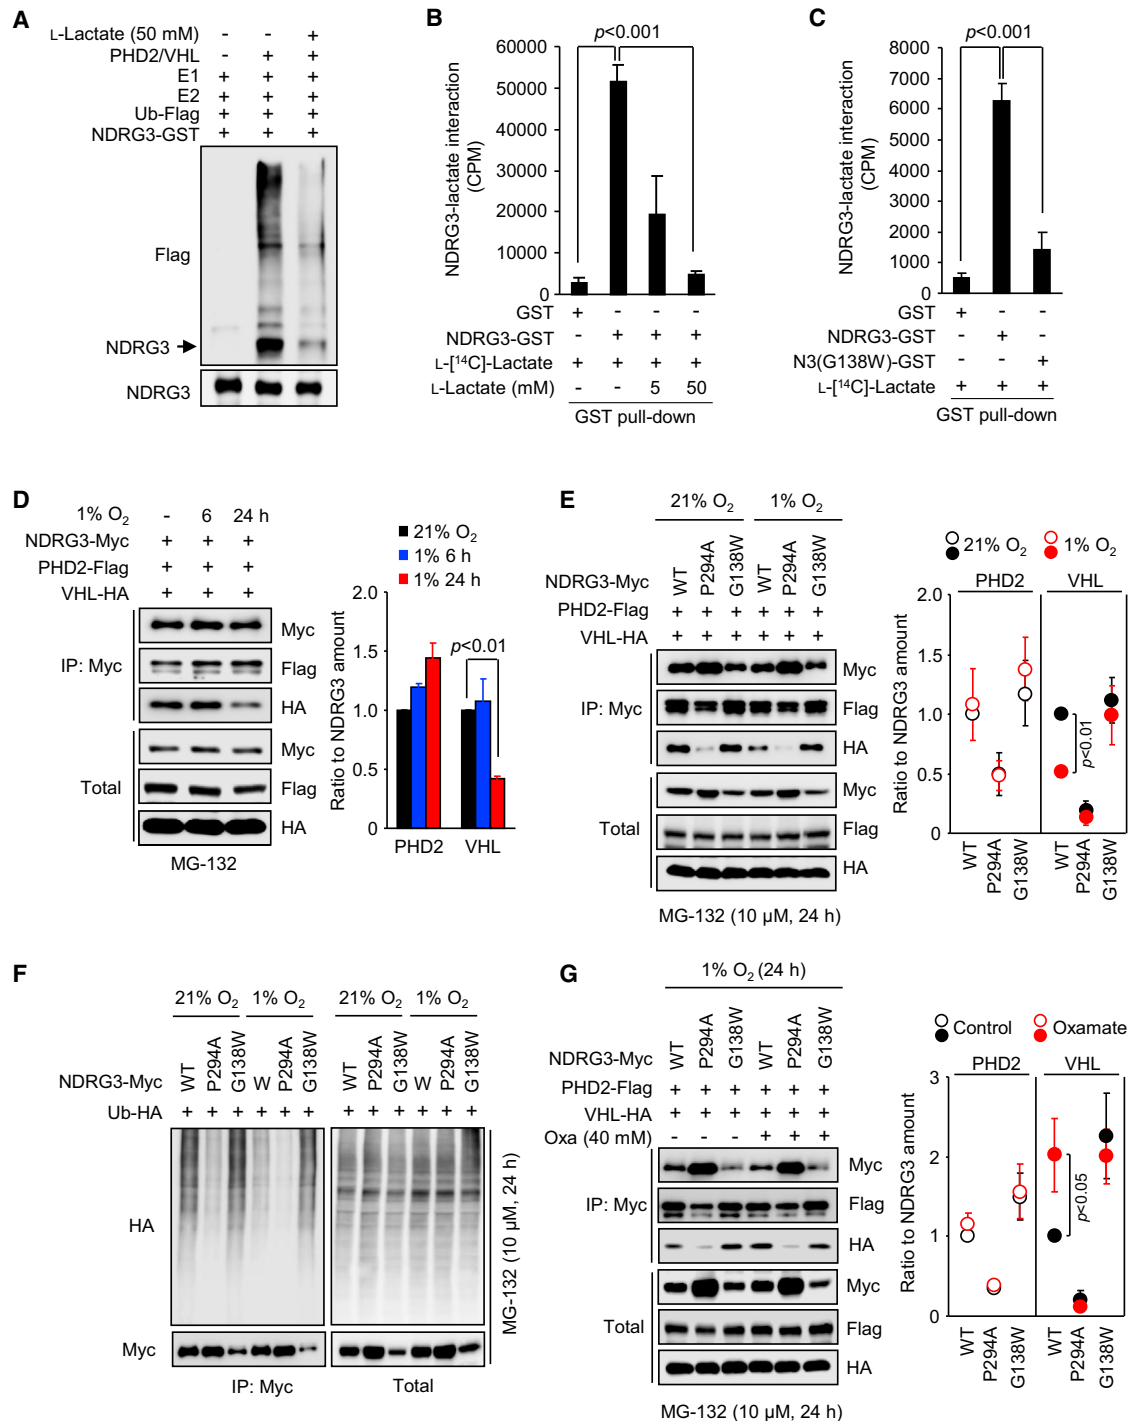 A
L-Lactate (50 mM) - - +
PHD2/VHL - + +
E1 + + +
E2 + + +
Ub-Flag + + +
NDRG3-GST + + +
Flag
NDRG3
NDRG3
B
p<0.001
NDRG3-lactate interaction
(CPM)
60000
50000
40000
30000
20000
10000
0
GST + - - -
NDRG3-GST - + + +
L-[14C]-Lactate + + + +
L-Lactate (mM) - - 5 50
GST pull-down
C
p<0.001
NDRG3-lactate interaction
(CPM)
8000
7000
6000
5000
4000
3000
2000
1000
0
GST + - -
NDRG3-GST - + -
N3(G138W)-GST - - +
L-[14C]-Lactate + + +
GST pull-down
D
1% O2 - 6 24 h
NDRG3-Myc + + +
PHD2-Flag + + +
VHL-HA + + +
IP: Myc
Myc
Flag
HA
Total
Myc
Flag
HA
MG-132
21% O2
1% 6 h
1% 24 h
Ratio to NDRG3 amount
2.0
1.5
1.0
0.5
0
p<0.01
PHD2 VHL
E
21% O2 1% O2
NDRG3-Myc WT P294A G138W WT P294A G138W
PHD2-Flag + + + + + +
VHL-HA + + + + + +
IP: Myc
Myc
Flag
HA
Total
Myc
Flag
HA
MG-132 (10 µM, 24 h)
21% O2 1% O2
PHD2 VHL
Ratio to NDRG3 amount
2.0
1.5
1.0
0.5
0
p<0.01
WT P294A G138W WT P294A G138W
F
21% O2 1% O2 21% O2 1% O2
NDRG3-Myc WT P294A G138W W P294A G138W WT P294A G138W W P294A G138W
Ub-HA + + + + + + + + + + + +
HA
Myc
IP: Myc Total
MG-132 (10 µM, 24 h)
G
1% O2 (24 h)
NDRG3-Myc WT P294A G138W WT P294A G138W
PHD2-Flag + + + + + +
VHL-HA + + + + + +
Oxa (40 mM) - - - + + +
IP: Myc
Myc
Flag
HA
Total
Myc
Flag
HA
MG-132 (10 µM, 24 h)
Control Oxamate
PHD2 VHL
Ratio to NDRG3 amount
3
2
1
0
p<0.05
WT P294A G138W WT P294A G138W